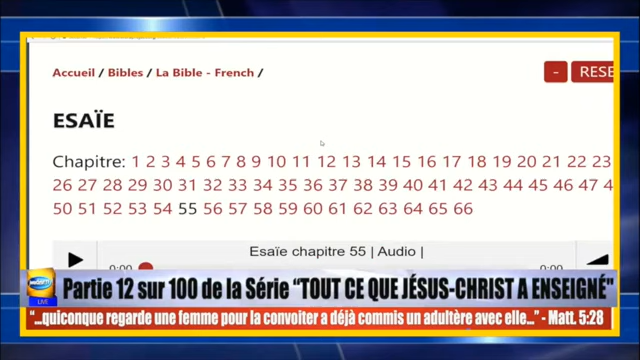 Accueil / Bibles / La Bible - French /
- RESE
ESAÏE
Chapitre: 1 2 3 4 5 6 7 8 9 10 11 12 13 14 15 16 17 18 19 20 21 22 23
26 27 28 29 30 31 32 33 34 35 36 37 38 39 40 41 42 43 44 45 46 47 4
50 51 52 53 54 55 56 57 58 59 60 61 62 63 64 65 66
Esaïe chapitre 55 | Audio |
0:00 0:00
Partie 12 sur 100 de la Série “TOUT CE QUE JÉSUS-CHRIST A ENSEIGNÉ"
LIVE
“...quiconque regarde une femme pour la convoiter a déjà commis un adultère avec elle...” - Matt. 5:28